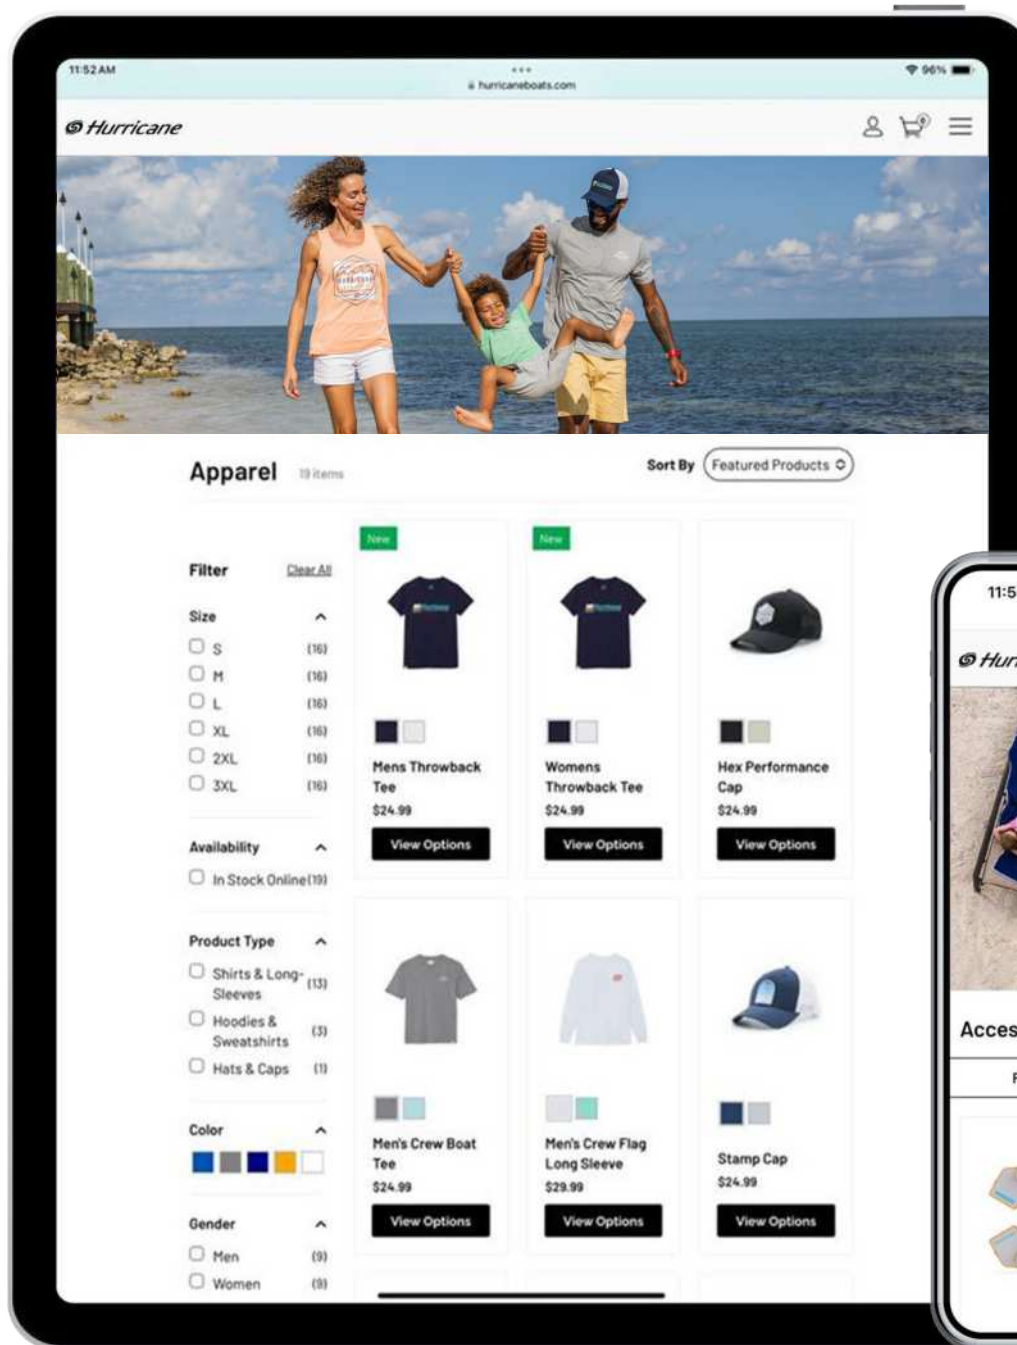 11:52 AM
hurricaneboats.com
96%
Hurricane
0
Apparel
19 items
Sort By
Featured Products
Filter
Clear All
Size
S (16)
M (16)
L (16)
XL (16)
2XL (16)
3XL (16)
Availability
In Stock Online (19)
Product Type
Shirts & Long-
Sleeves (13)
Hoodies &
Sweatshirts (3)
Hats & Caps (1)
Color
Gender
Men (9)
Women (9)
New
Mens Throwback
Tee
$24.99
View Options
New
Womens
Throwback Tee
$24.99
View Options
Hex Performance
Cap
$24.99
View Options
Men's Crew Boat
Tee
$24.99
View Options
Men's Crew Flag
Long Sleeve
$29.99
View Options
Stamp Cap
$24.99
View Options
11:5
Hur
Acces
F